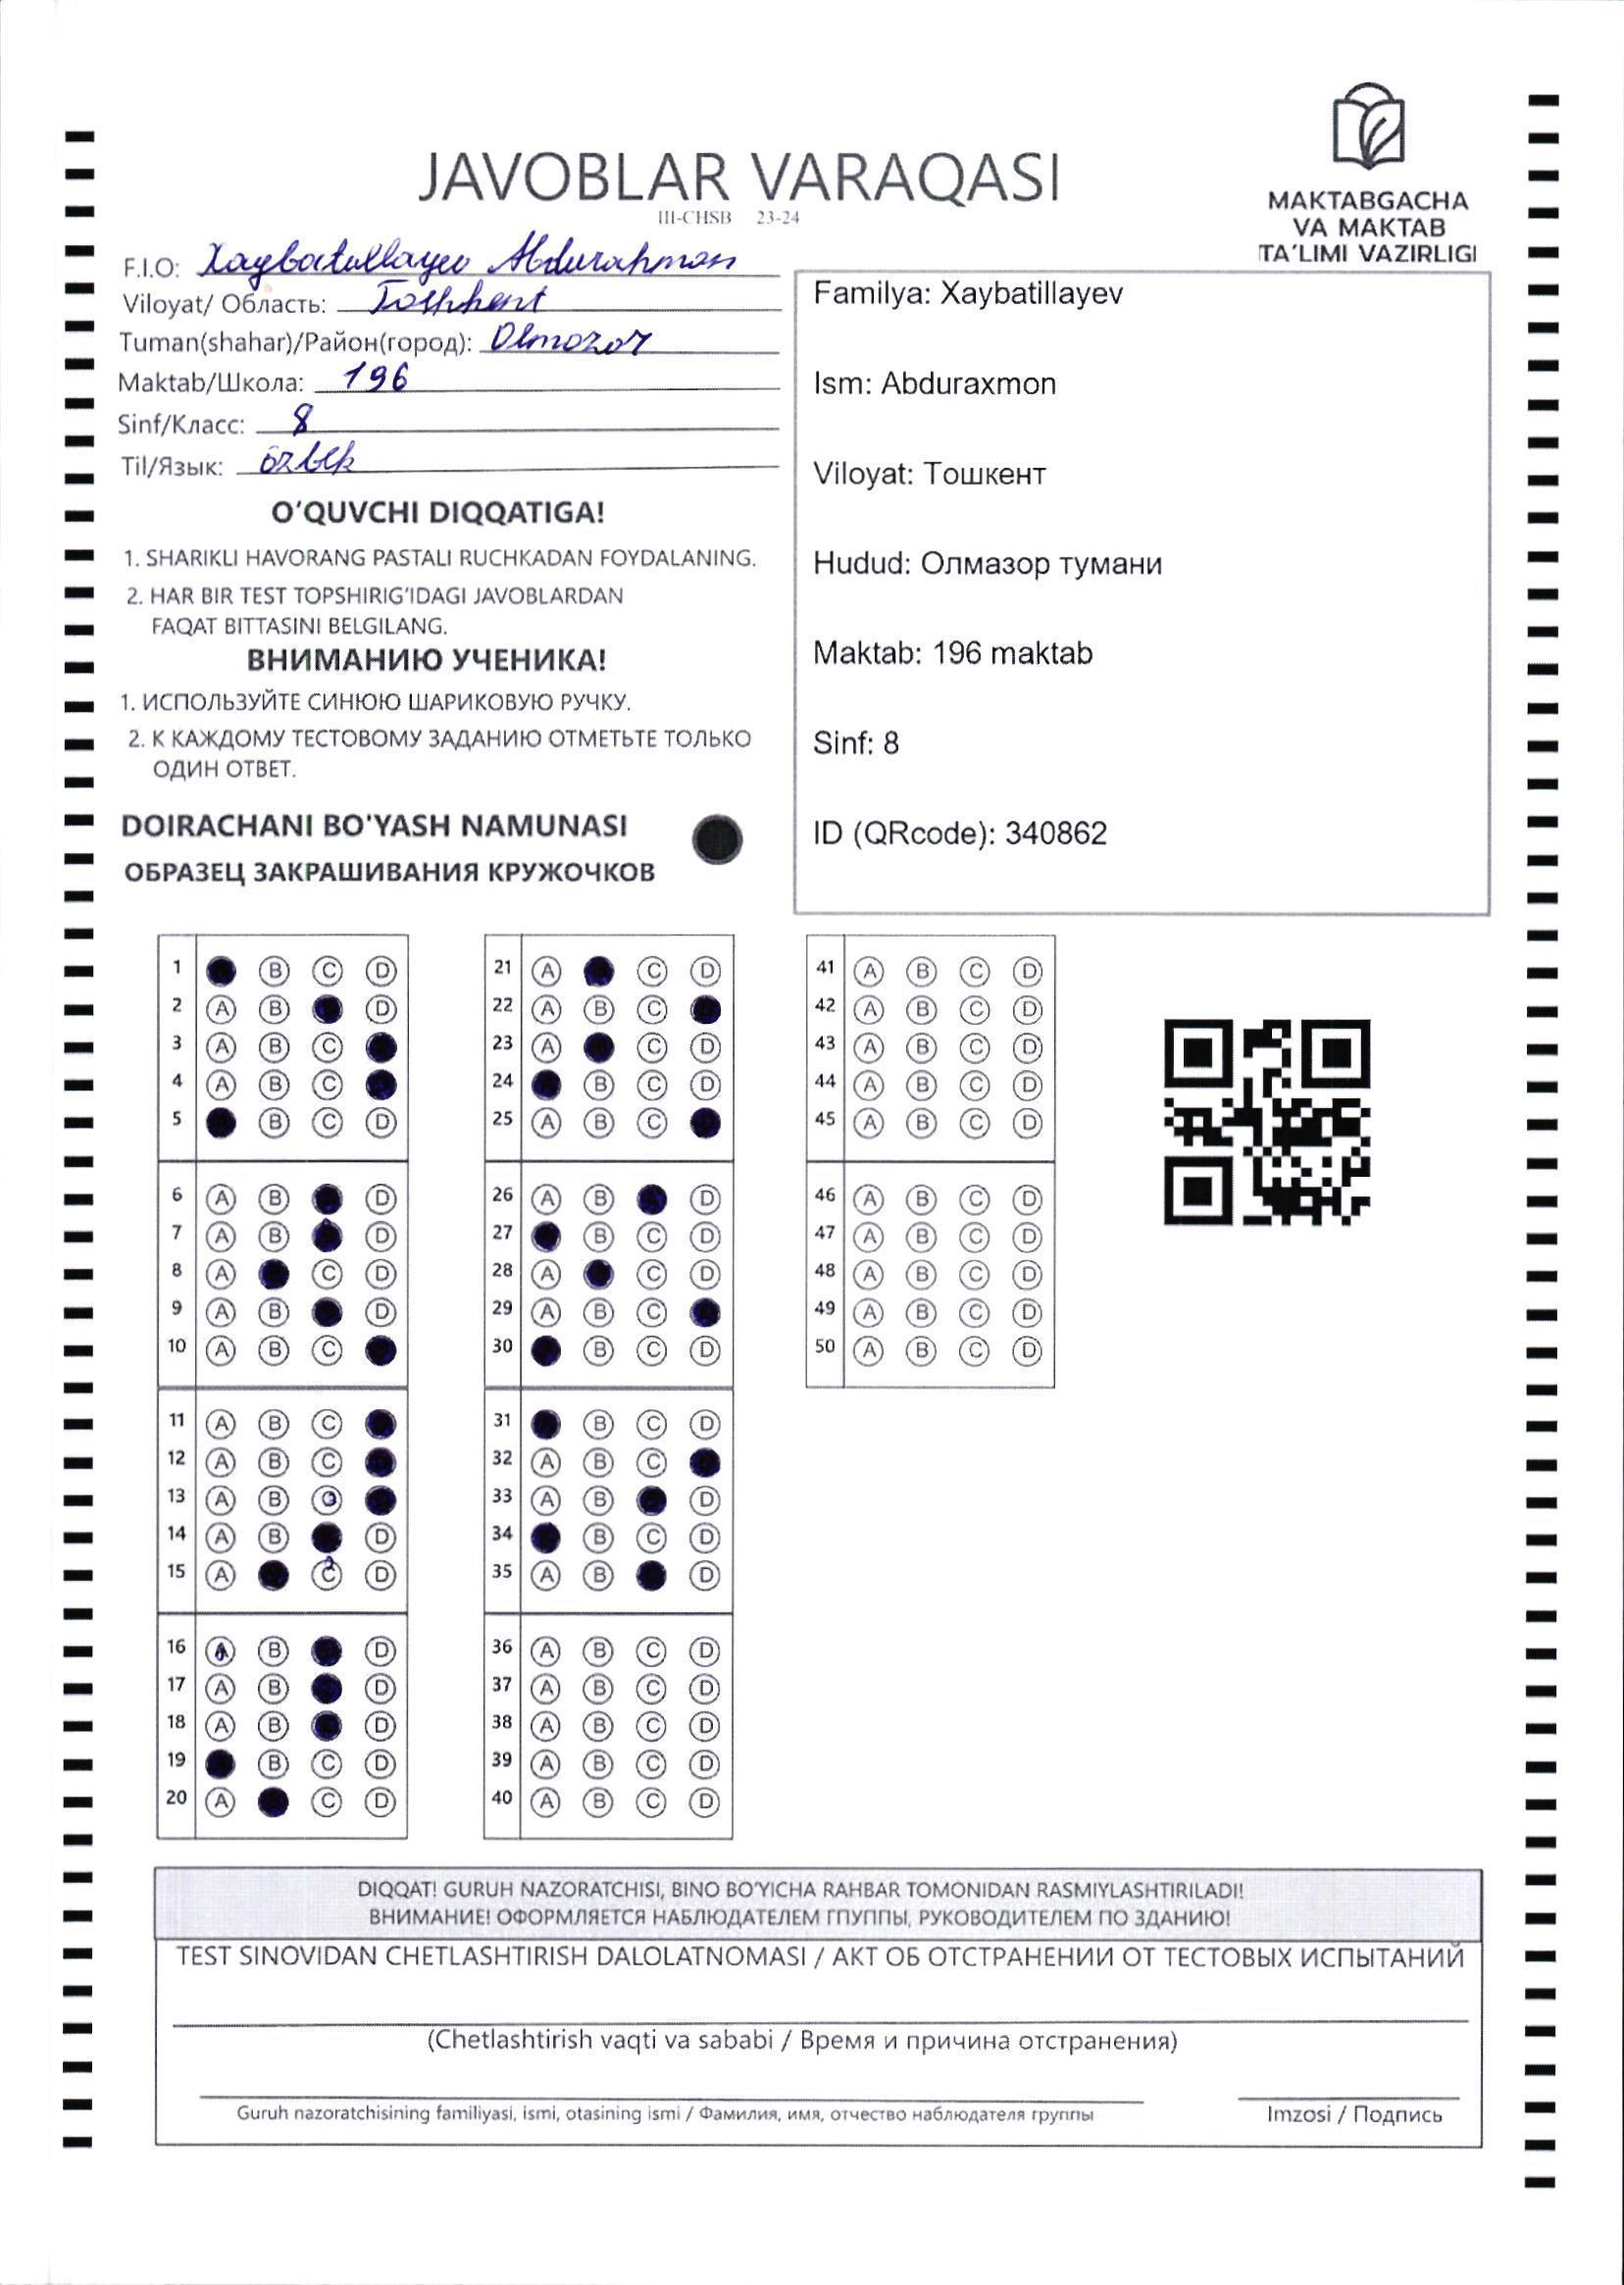 JAVOBLAR VARAQASI
III-CHSB 23-24
MAKTABGACHA
VA MAKTAB
TA'LIMI VAZIRLIGI
F.I.O: Xaybatullayev Abdurahmon
Viloyat/ Область: Toshkent
Tuman(shahar)/Район(город): Olmozor
Maktab/Школа: 196
Sinf/Класс: 8
Til/Язык: özbek
O'QUVCHI DIQQATIGA!
1. SHARIKLI HAVORANG PASTALI RUCHKADAN FOYDALANING.
2. HAR BIR TEST TOPSHIRIG'IDAGI JAVOBLARDAN
FAQAT BITTASINI BELGILANG.
ВНИМАНИЮ УЧЕНИКА!
1. ИСПОЛЬЗУЙТЕ СИНЮЮ ШАРИКОВУЮ РУЧКУ.
2. К КАЖДОМУ ТЕСТОВОМУ ЗАДАНИЮ ОТМЕТЬТЕ ТОЛЬКО
ОДИН ОТВЕТ.
DOIRACHANI BO'YASH NAMUNASI
ОБРАЗЕЦ ЗАКРАШИВАНИЯ КРУЖОЧКОВ
Familya: Xaybatillayev
Ism: Abduraxmon
Viloyat: Тошкент
Hudud: Олмазор тумани
Maktab: 196 maktab
Sinf: 8
ID (QRcode): 340862
1 B C D
2 A B D
3 A B C
4 A B C
5 B C D
6 A B D
7 A B D
8 A C D
9 A B D
10 A B C
11 A B C
12 A B C
13 A B C
14 A B D
15 A C D
16 A B D
17 A B D
18 A B D
19 B C D
20 A C D
21 A C D
22 A B C
23 A C D
24 B C D
25 A B C
26 A B D
27 B C D
28 A C D
29 A B C
30 B C D
31 B C D
32 A B C
33 A B D
34 B C D
35 A B D
36 A B C D
37 A B C D
38 A B C D
39 A B C D
40 A B C D
41 A B C D
42 A B C D
43 A B C D
44 A B C D
45 A B C D
46 A B C D
47 A B C D
48 A B C D
49 A B C D
50 A B C D
DIQQAT! GURUH NAZORATCHISI, BINO BO'YICHA RAHBAR TOMONIDAN RASMIYLASHTIRILADI!
ВНИМАНИЕ! ОФОРМЛЯЕТСЯ НАБЛЮДАТЕЛЕМ ГПУППЫ, РУКОВОДИТЕЛЕМ ПО ЗДАНИЮ!
TEST SINOVIDAN CHETLASHTIRISH DALOLATNOMASI / АКТ ОБ ОТСТРАНЕНИИ ОТ ТЕСТОВЫХ ИСПЫТАНИЙ
(Chetlashtirish vaqti va sababi / Время и причина отстранения)
Guruh nazoratchisining familiyasi, ismi, otasining ismi / Фамилия, имя, отчество наблюдателя группы
Imzosi / Подпись